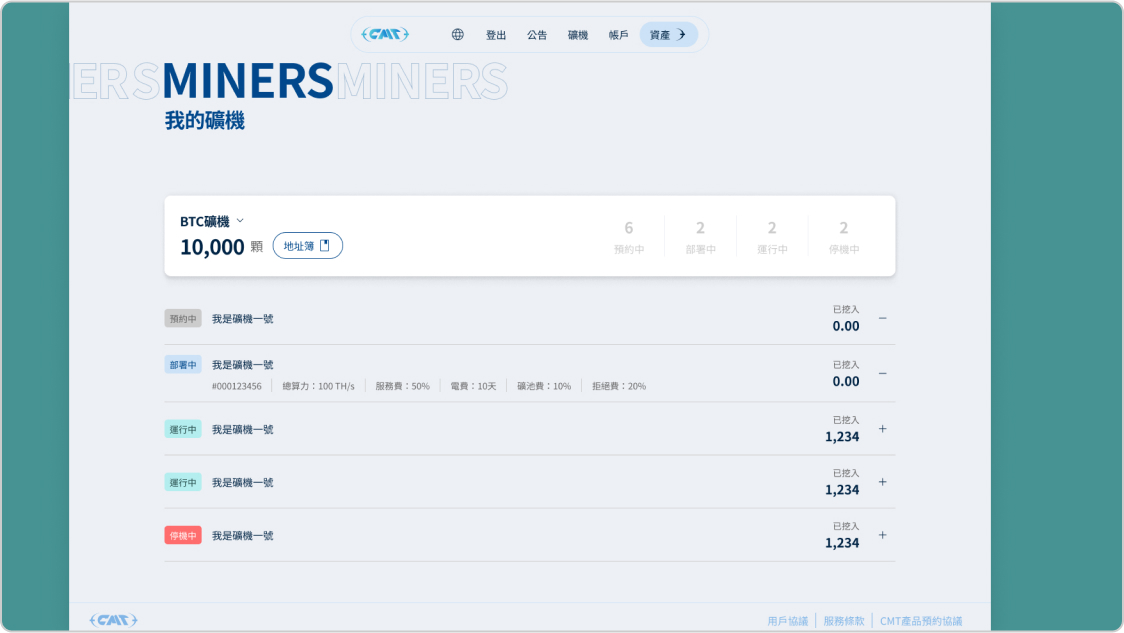 CMT 登出 公告 礦機 帳戶 資產
ERSMINERSMINERS
我的礦機
BTC礦機
10,000 顆 地址簿
6 2 2 2
預約中 部署中 運行中 停機中
預約中 我是礦機一號 已挖入
0.00
部署中 我是礦機一號 已挖入
0.00
#000123456 總算力：100 TH/s 服務費：50% 電費：10天 礦池費：10% 拒絕費：20%
運行中 我是礦機一號 已挖入
1,234
運行中 我是礦機一號 已挖入
1,234
停機中 我是礦機一號 已挖入
1,234
CMT 用戶協議 服務條款 CMT產品預約協議